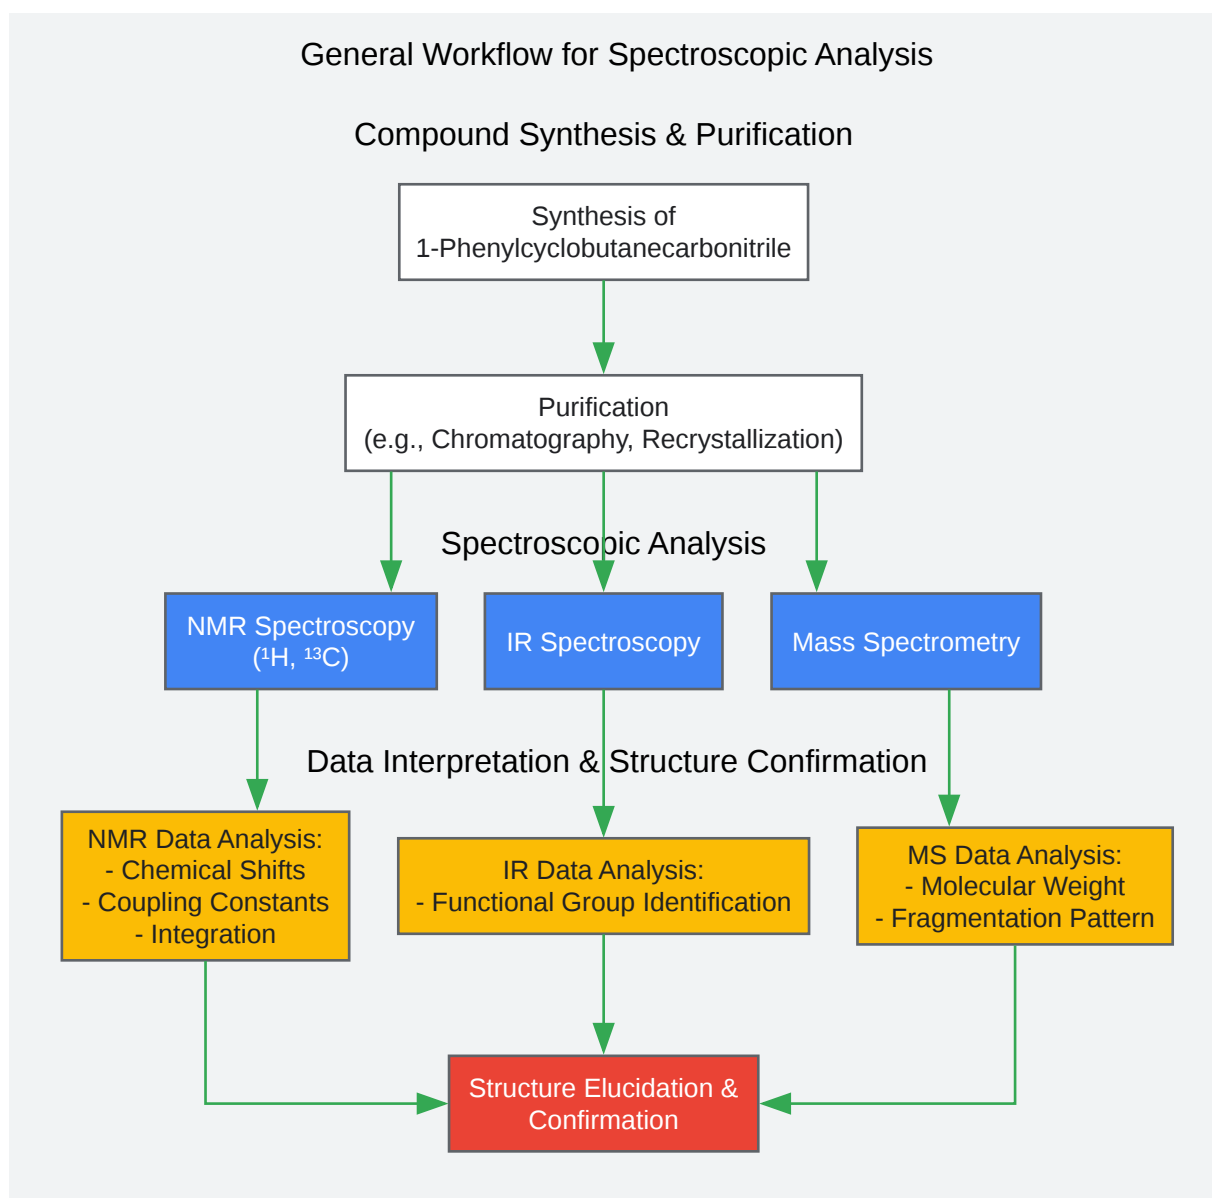 General Workflow for Spectroscopic Analysis
Compound Synthesis & Purification
Synthesis of
1-Phenylcyclobutanecarbonitrile
Purification
(e.g., Chromatography, Recrystallization)
Spectroscopic Analysis
NMR Spectroscopy
(¹H, ¹³C)
IR Spectroscopy
Mass Spectrometry
Data Interpretation & Structure Confirmation
NMR Data Analysis:
- Chemical Shifts
- Coupling Constants
- Integration
IR Data Analysis:
- Functional Group Identification
MS Data Analysis:
- Molecular Weight
- Fragmentation Pattern
Structure Elucidation &
Confirmation